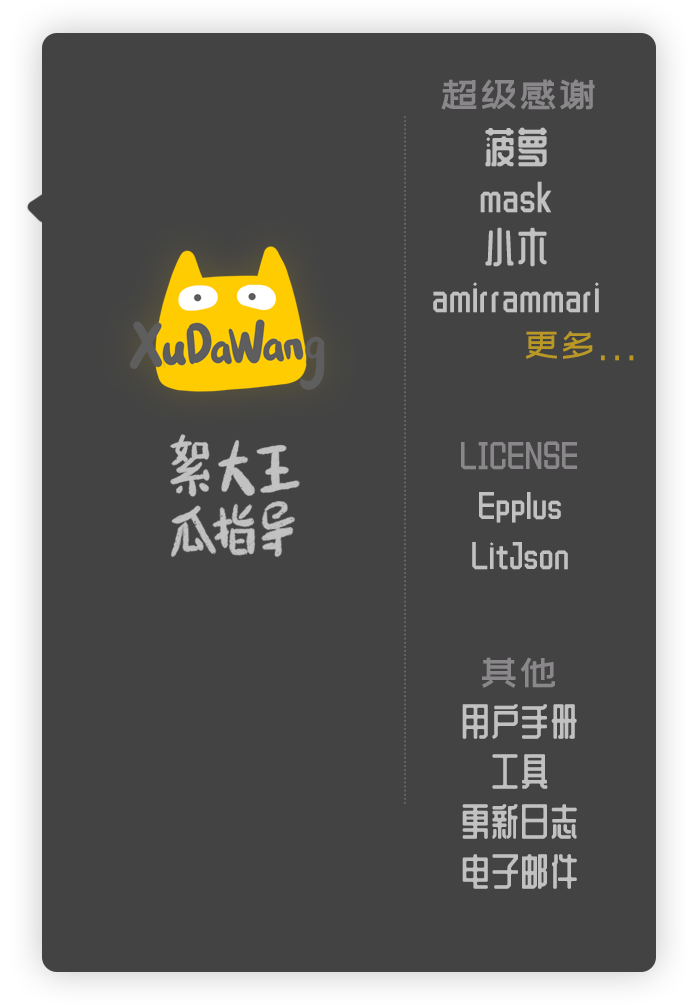 XuDaWang
絮大王
瓜指导
超级感谢
菠萝
mask
小木
amirrammari
更多...
LICENSE
Epplus
LitJson
其他
用户手册
工具
更新日志
电子邮件